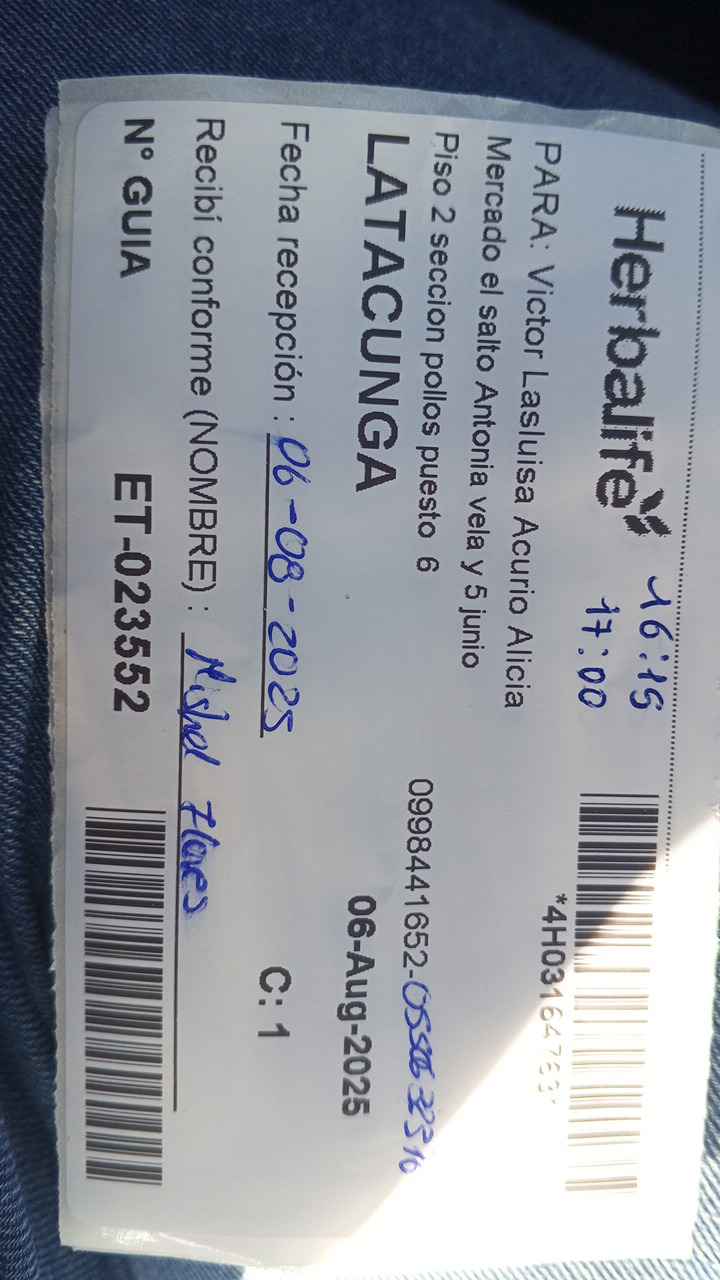 Herbalife
16:15
17:00
PARA: Victor Lasluisa Acurio Alicia
Mercado el salto Antonia vela y 5 junio
Piso 2 seccion pollos puesto 6
0998441652-
LATACUNGA
06-Aug-2025
Fecha recepción : 06-08-2025
C: 1
Recibí conforme (NOMBRE) : Mishel Flores
N° GUIA ET-023552